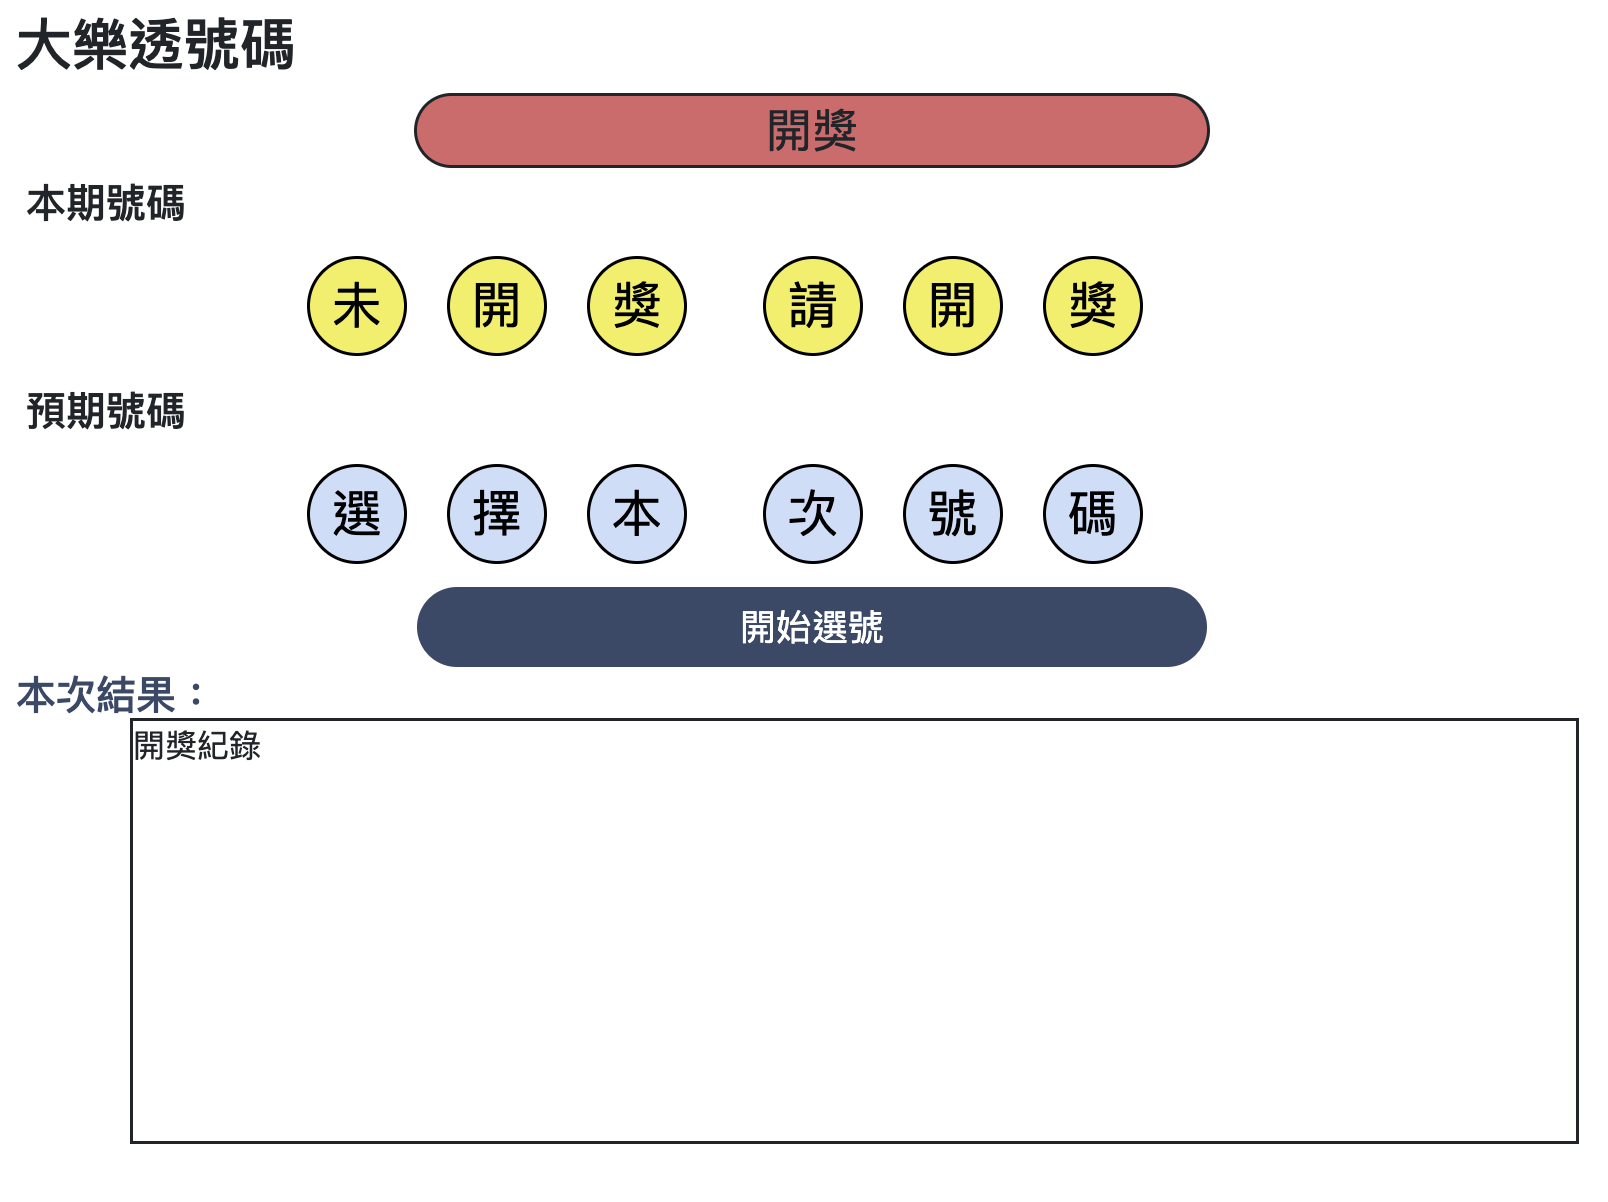 大樂透號碼
開獎
本期號碼
未 開 獎 請 開 獎
預期號碼
選 擇 本 次 號 碼
開始選號
本次結果：
開獎紀錄